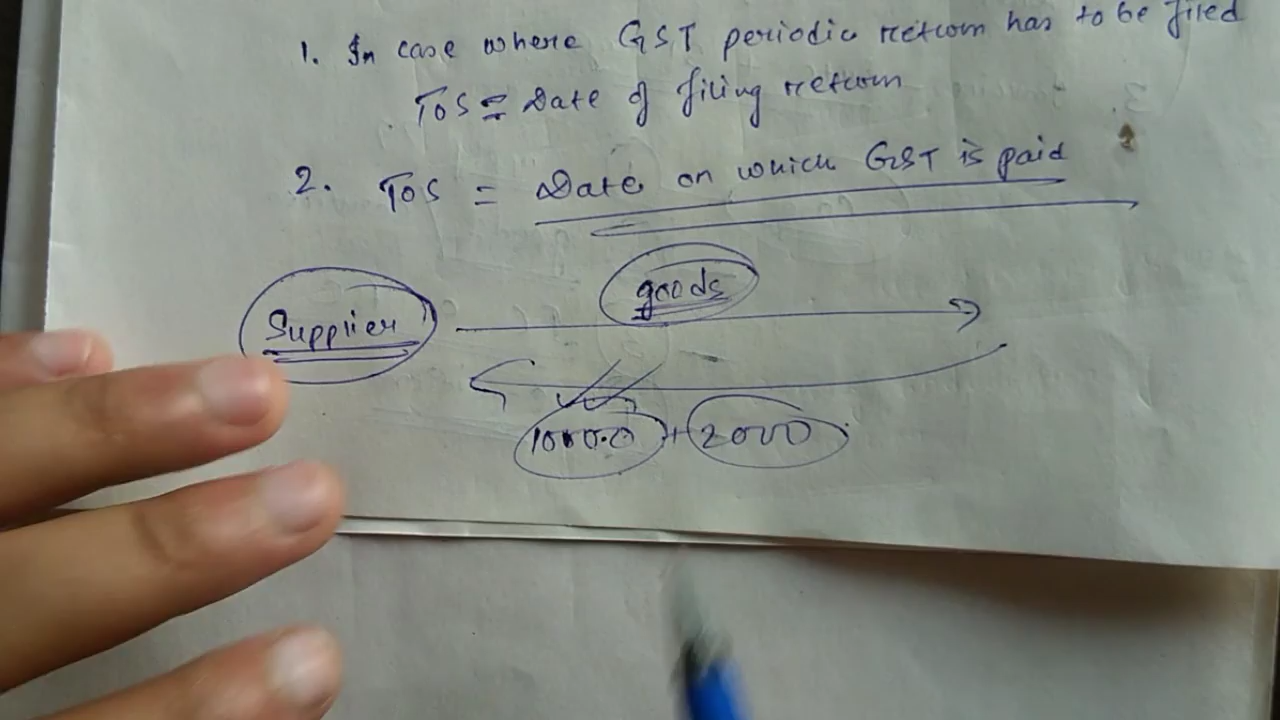 1. In case where GST periodic return has to be filed
TOS = Date of filing return
2. TOS = Date on which GST is paid
goods
Supplier
10000 + 2000